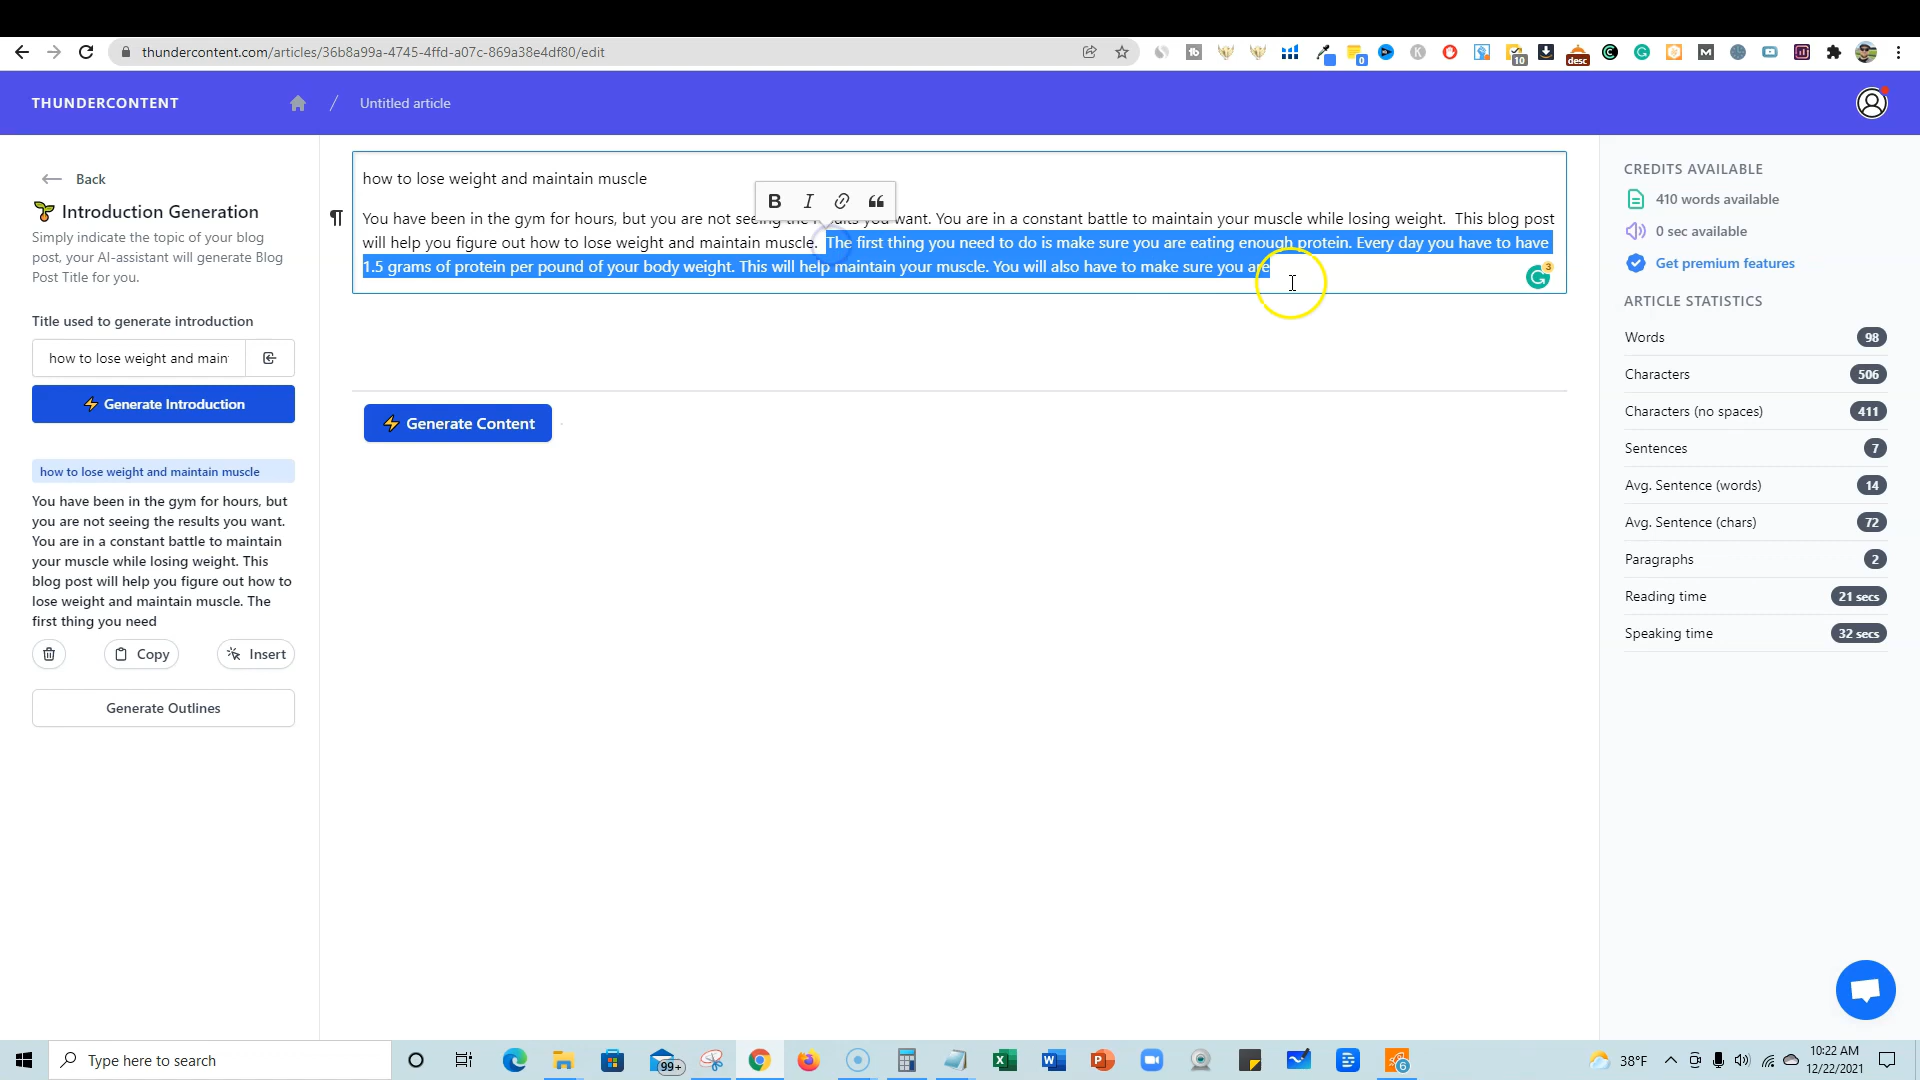 thundercontent.com/articles/36b8a99a-4745-4ffd-a07c-869a38e4df80/edit
0
10
desc
THUNDERCONTENT
/
Untitled article
Back
Introduction Generation
Simply indicate the topic of your blog
post, your AI-assistant will generate Blog
Post Title for you.
Title used to generate introduction
how to lose weight and main
Generate Introduction
how to lose weight and maintain muscle
You have been in the gym for hours, but
you are not seeing the results you want.
You are in a constant battle to maintain
your muscle while losing weight. This
blog post will help you figure out how to
lose weight and maintain muscle. The
first thing you need
Copy
Insert
Generate Outlines
how to lose weight and maintain muscle
B I
You have been in the gym for hours, but you are not seeing the results you want. You are in a constant battle to maintain your muscle while losing weight. This blog post
will help you figure out how to lose weight and maintain muscle. The first thing you need to do is make sure you are eating enough protein. Every day you have to have
1.5 grams of protein per pound of your body weight. This will help maintain your muscle. You will also have to make sure you are
3
Generate Content
CREDITS AVAILABLE
410 words available
0 sec available
Get premium features
ARTICLE STATISTICS
Words 98
Characters 506
Characters (no spaces) 411
Sentences 7
Avg. Sentence (words) 14
Avg. Sentence (chars) 72
Paragraphs 2
Reading time 21 secs
Speaking time 32 secs
Type here to search
99+
6
38°F
10:22 AM
12/22/2021